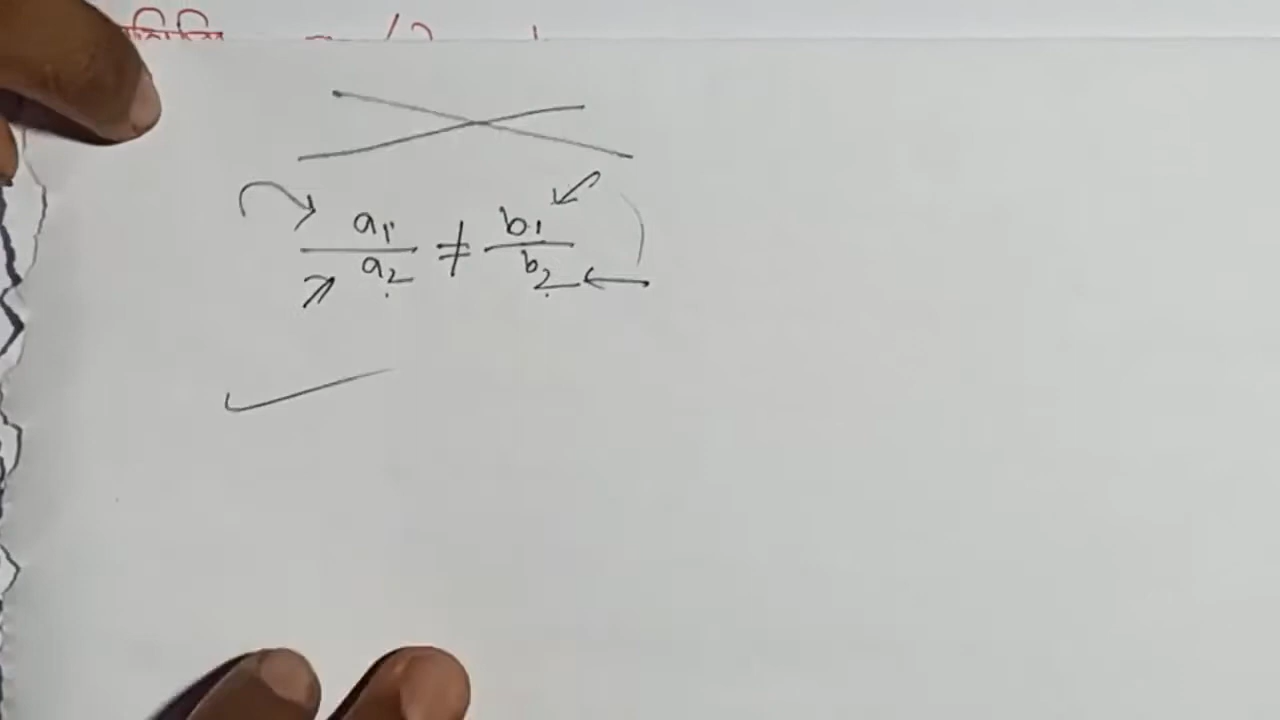 a₁/a₂ ≠ b₁/b₂